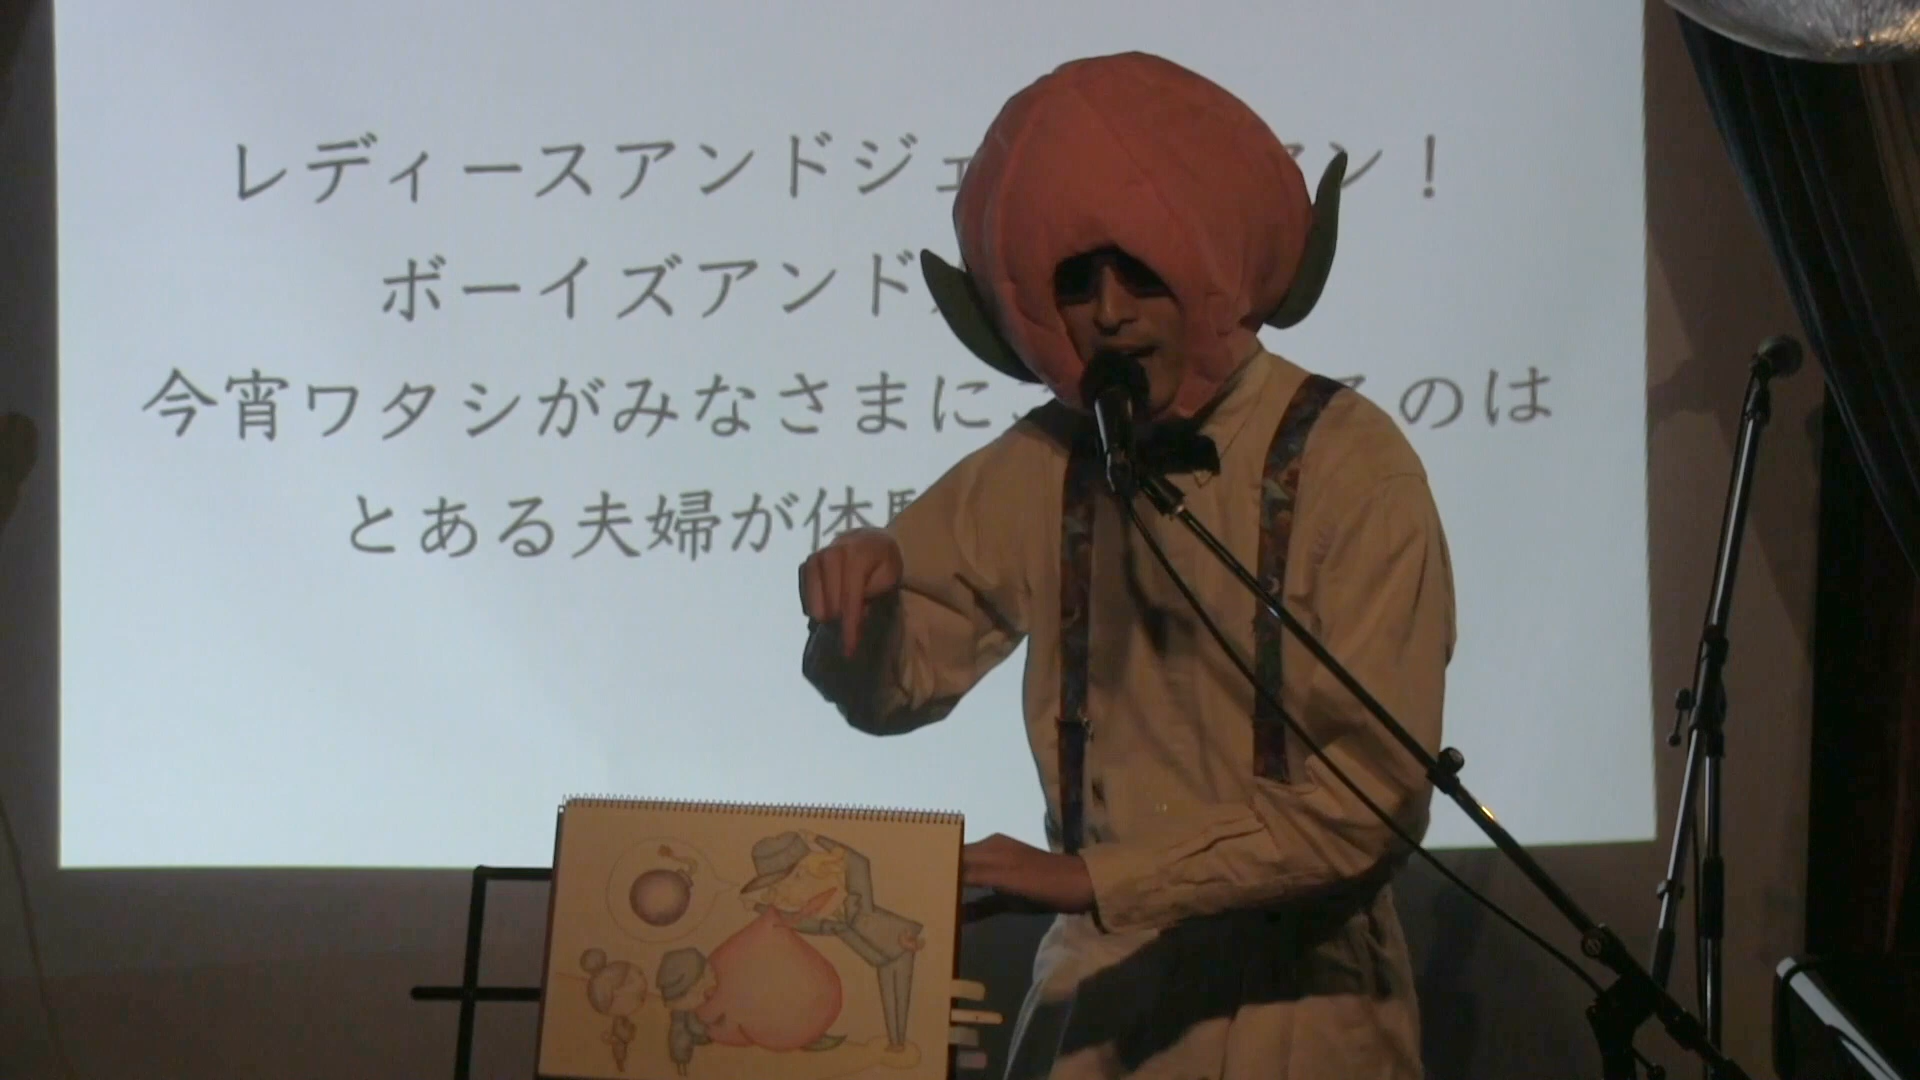 レディースアンドジェ ン！
ボーイズアンド
今宵ワタシがみなさまに のは
とある夫婦が体験